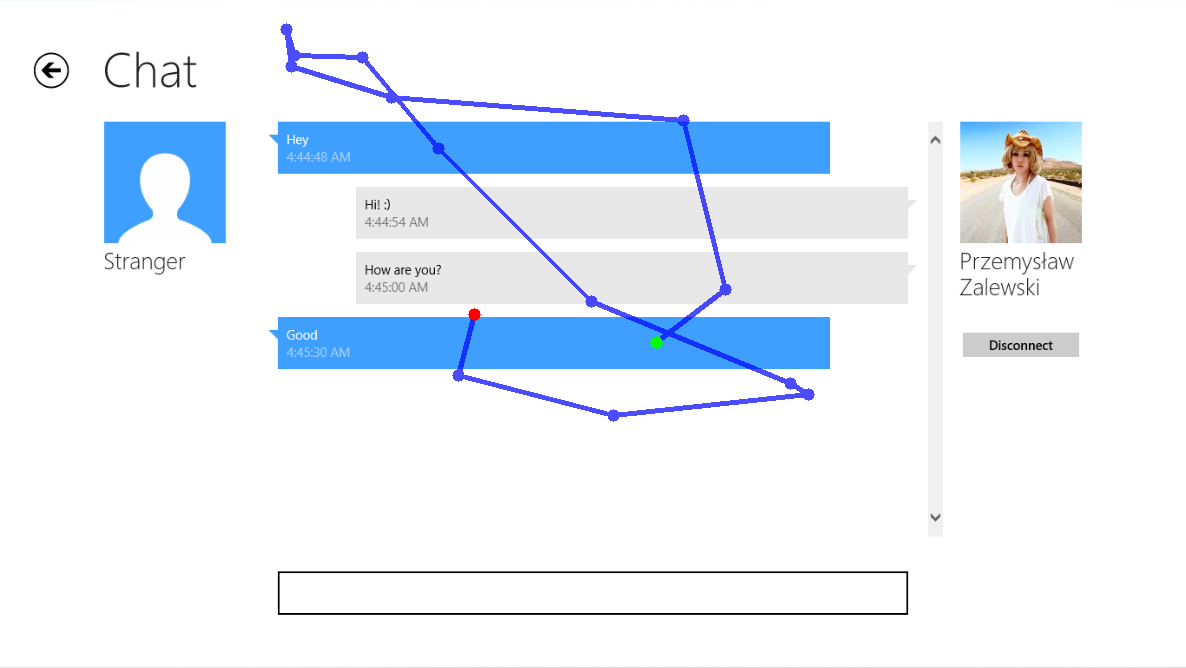 Chat
Hey
4:44:48 AM
Hi! :)
4:44:54 AM
How are you?
4:45:00 AM
Good
4:45:30 AM
Stranger
Przemysław
Zalewski
Disconnect